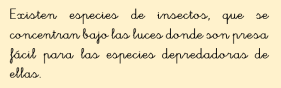 Existen especies de insectos, que se
concentran bajo las luces donde son presa
fácil para las especies depredadoras de
ellas.